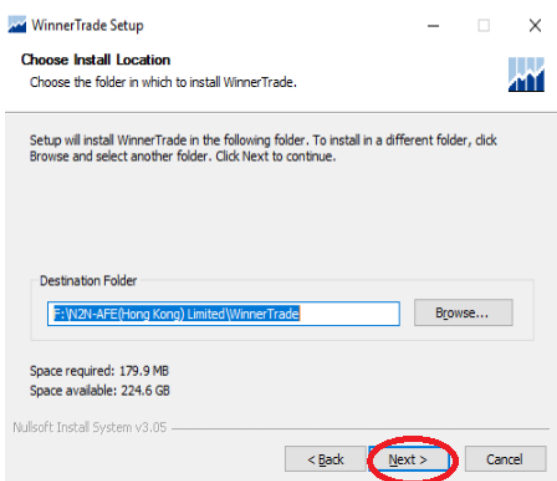 WinnerTrade Setup
Choose Install Location
Choose the folder in which to install WinnerTrade.
Setup will install WinnerTrade in the following folder. To install in a different folder, click
Browse and select another folder. Click Next to continue.
Destination Folder
F:\N2N-AFE(Hong Kong) Limited\WinnerTrade
Browse...
Space required: 179.9 MB
Space available: 224.6 GB
Nullsoft Install System v3.05
< Back Next > Cancel